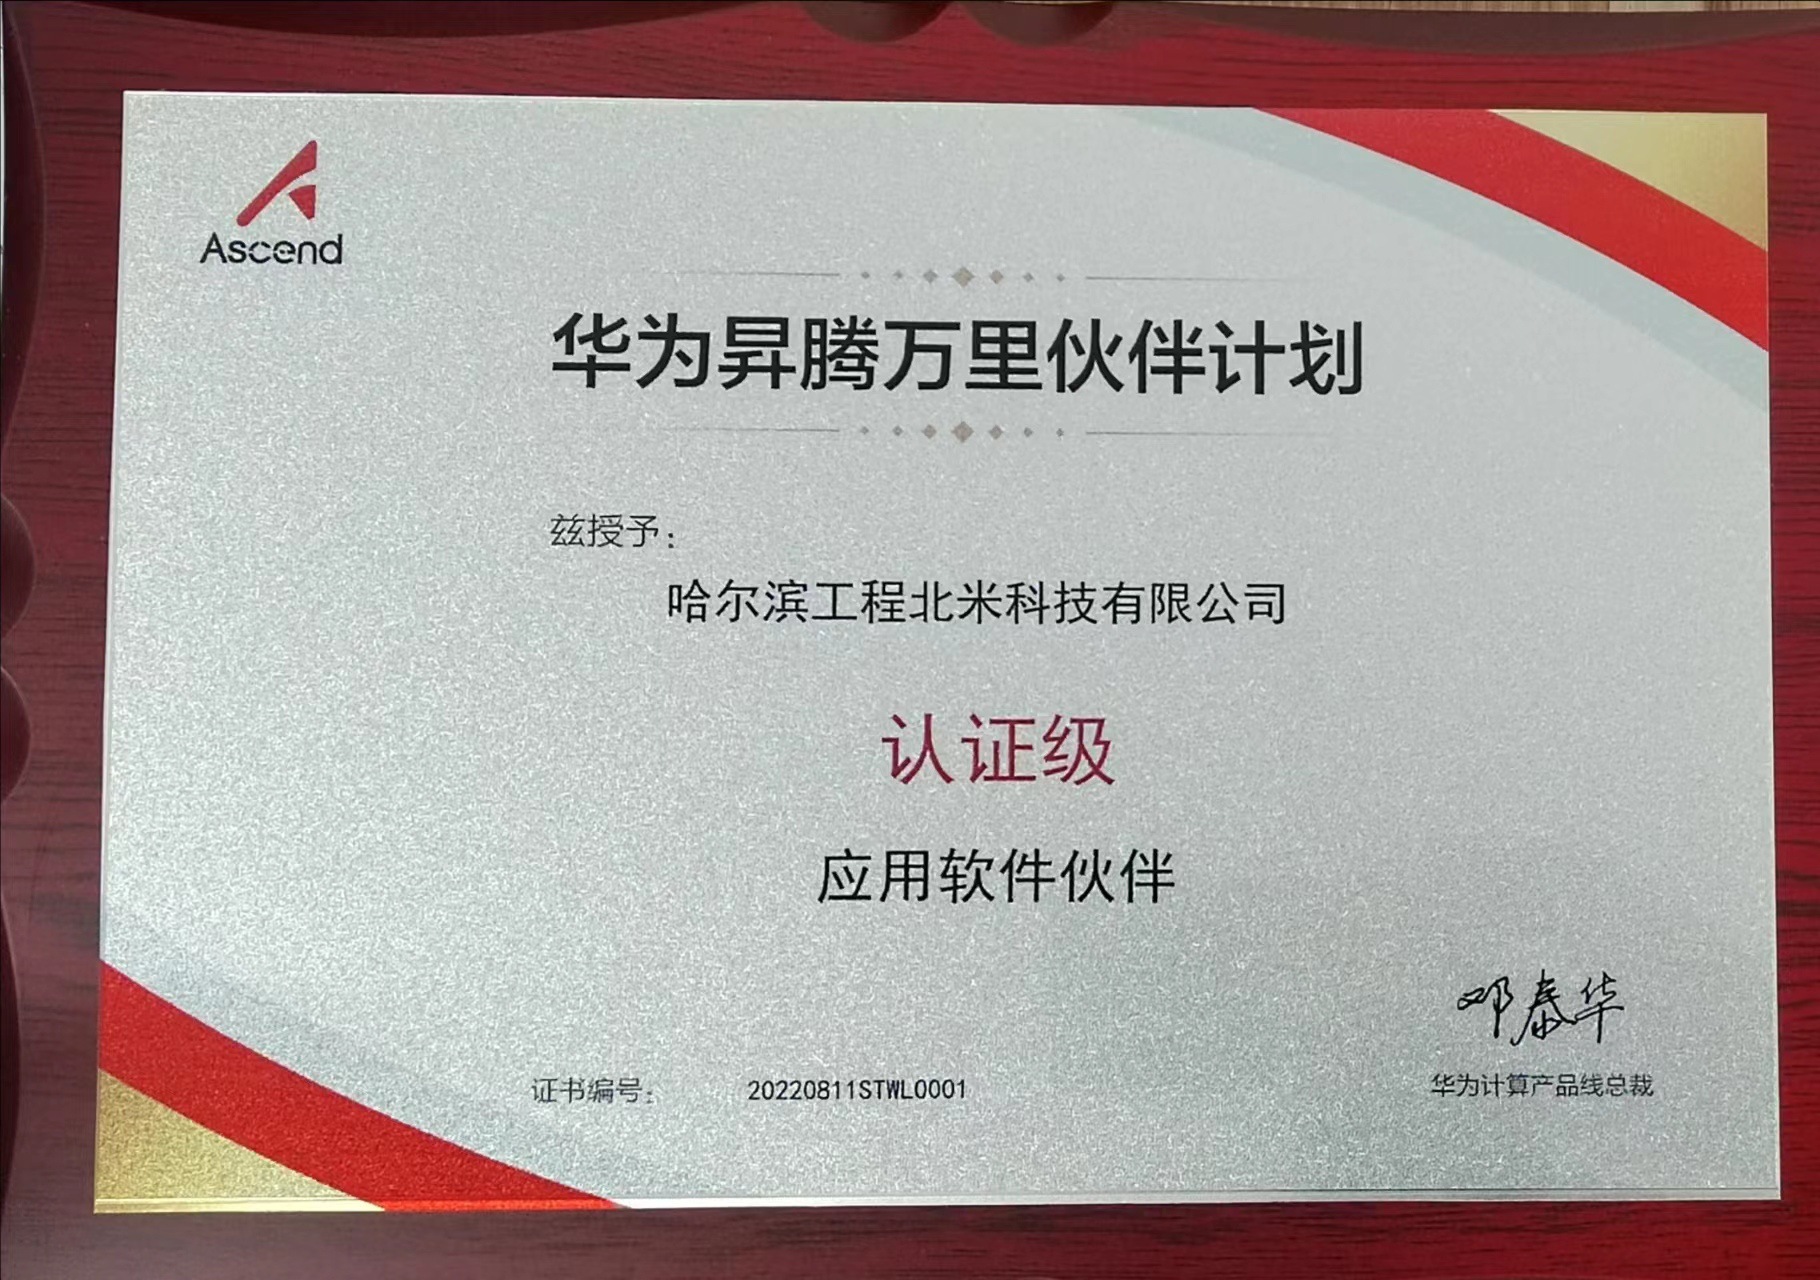 Ascend
华为昇腾万里伙伴计划
兹授予：
哈尔滨工程北米科技有限公司
认证级
应用软件伙伴
邓泰华
证书编号： 20220811STWL0001
华为计算产品线总裁